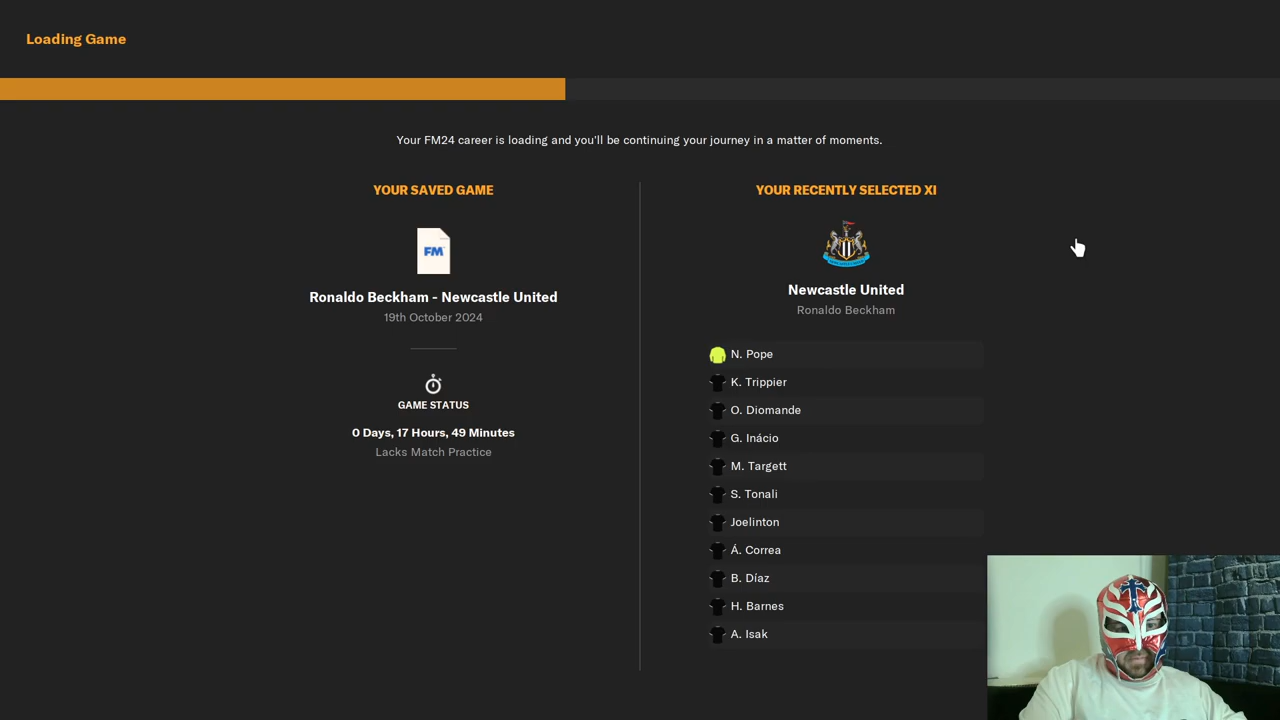 Loading Game
Your FM24 career is loading and you'll be continuing your journey in a matter of moments.
YOUR SAVED GAME
FM
Ronaldo Beckham - Newcastle United
19th October 2024
GAME STATUS
0 Days, 17 Hours, 49 Minutes
Lacks Match Practice
YOUR RECENTLY SELECTED XI
Newcastle United
Ronaldo Beckham
N. Pope
K. Trippier
O. Diomande
G. Inácio
M. Targett
S. Tonali
Joelinton
Á. Correa
B. Díaz
H. Barnes
A. Isak